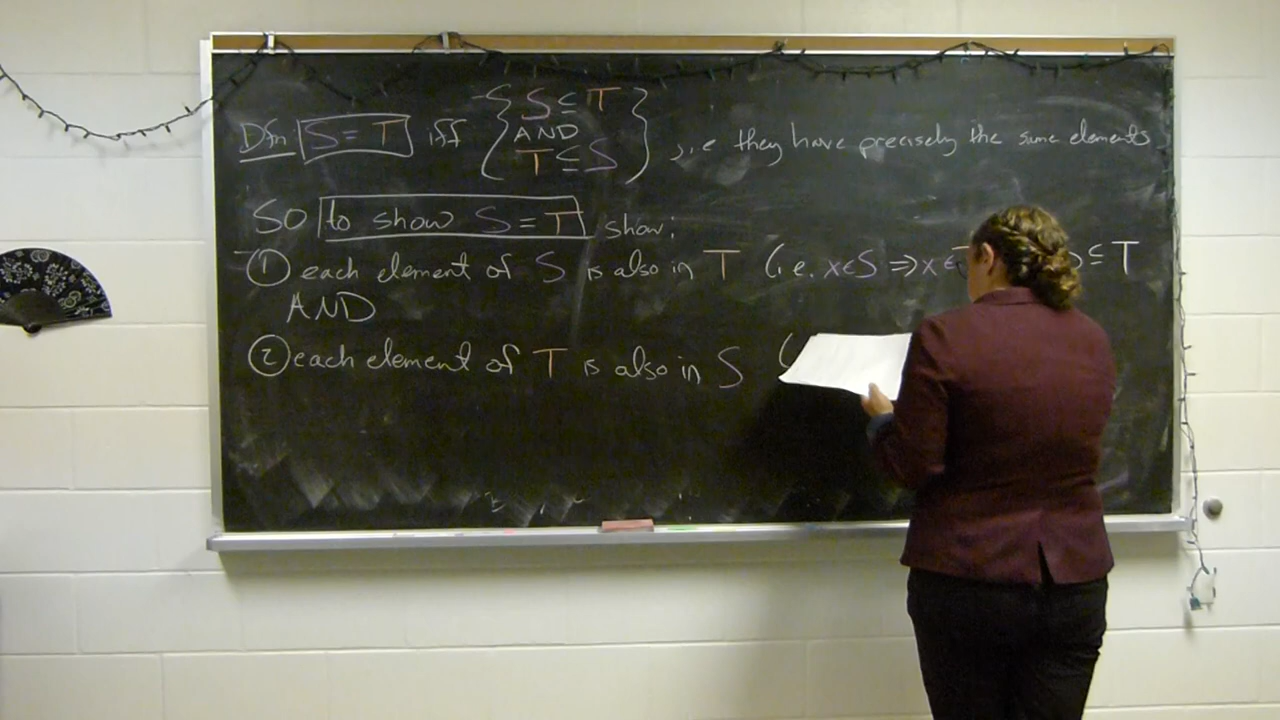 Dfn S = T iff { S ⊆ T AND T ⊆ S } , i.e they have precisely the same elements
So to show S = T show:
① each element of S is also in T (i.e. x∈S ⇒ x∈ ⊆ T
AND
② each element of T is also in S (